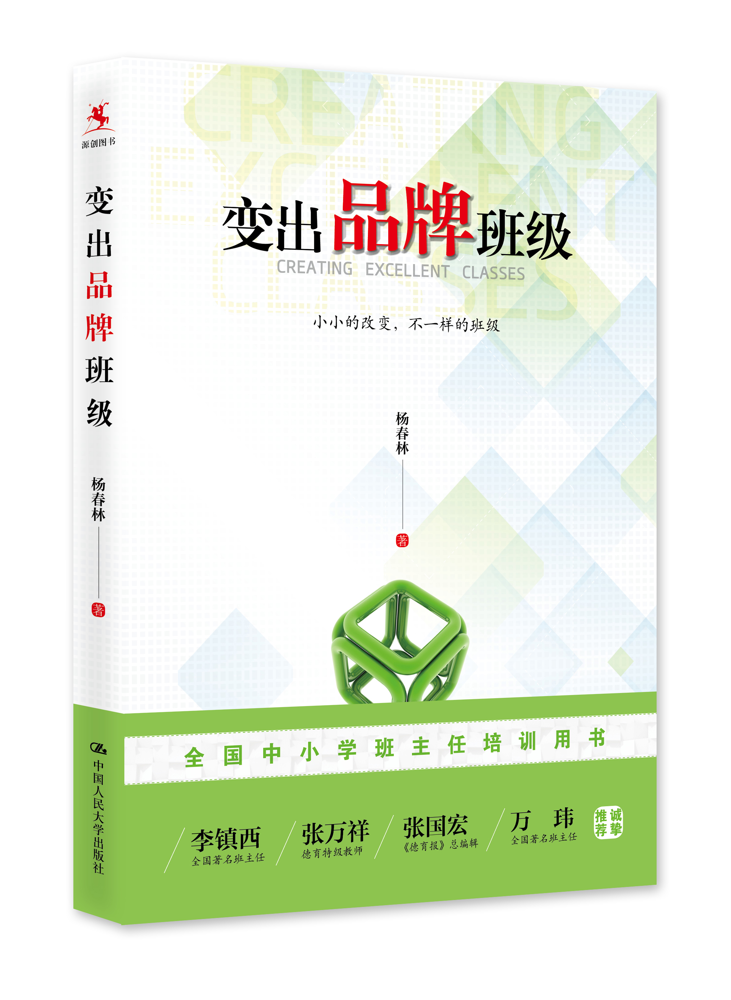 源创图书
变出品牌班级
杨春林
著
中国人民大学出版社
CREATING
EXCELLENT
CLASSES
变出品牌班级
CREATING EXCELLENT CLASSES
小小的改变，不一样的班级
杨春林
著
全国中小学班主任培训用书
李镇西
全国著名班主任
张万祥
德育特级教师
张国宏
《德育报》总编辑
万 玮
全国著名班主任
诚挚
推荐